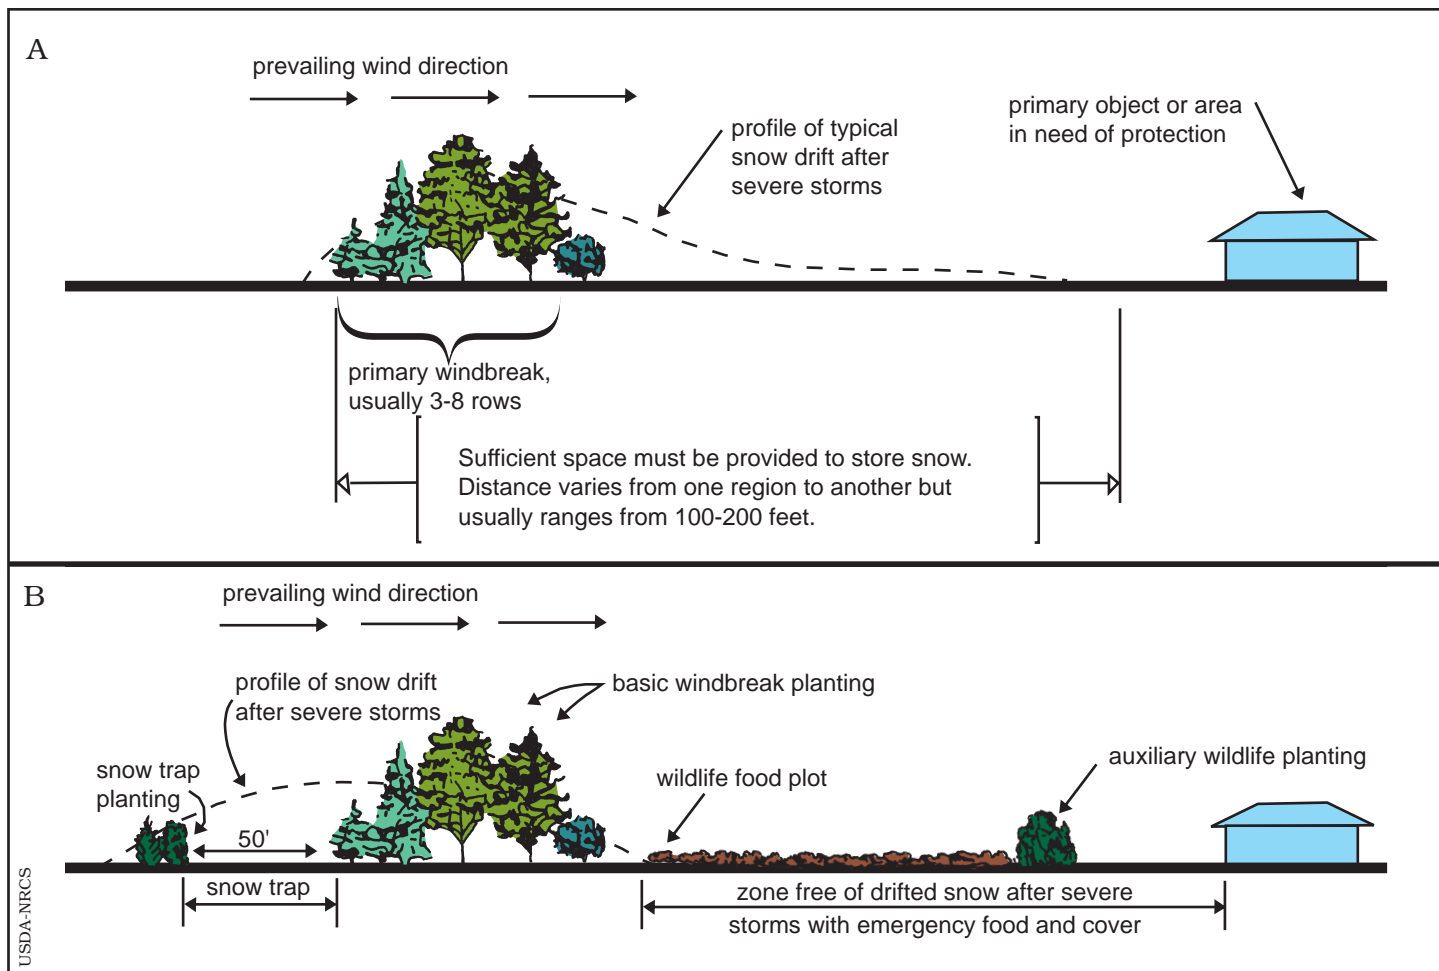 A
prevailing wind direction
profile of typical
snow drift after
severe storms
primary object or area
in need of protection
primary windbreak,
usually 3-8 rows
Sufficient space must be provided to store snow.
Distance varies from one region to another but
usually ranges from 100-200 feet.
B
prevailing wind direction
profile of snow drift
after severe storms
basic windbreak planting
snow trap
planting
wildlife food plot
auxiliary wildlife planting
50'
snow trap
zone free of drifted snow after severe
storms with emergency food and cover
USDA-NRCS